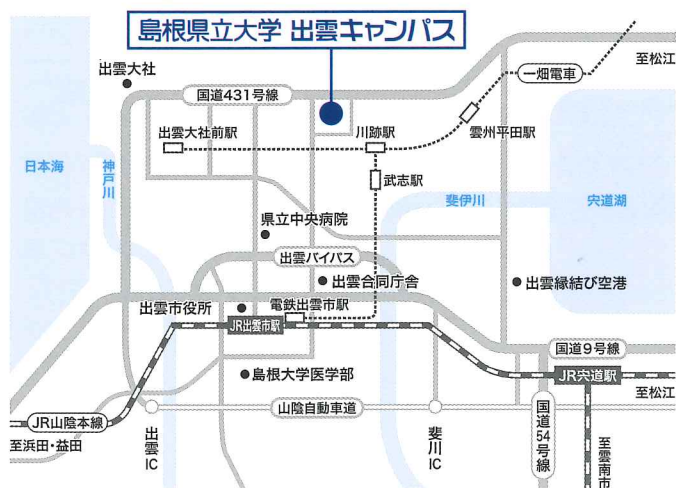 島根県立大学 出雲キャンパス
出雲大社
国道431号線
一畑電車
至松江
出雲大社前駅
川跡駅
雲州平田駅
日本海
神戸川
武志駅
斐伊川
宍道湖
県立中央病院
出雲バイパス
出雲合同庁舎
出雲縁結び空港
出雲市役所
電鉄出雲市駅
JR出雲市駅
国道9号線
島根大学医学部
JR宍道駅
至松江
JR山陰本線
山陰自動車道
至浜田・益田
出雲IC
斐川IC
国道54号線
至雲南市